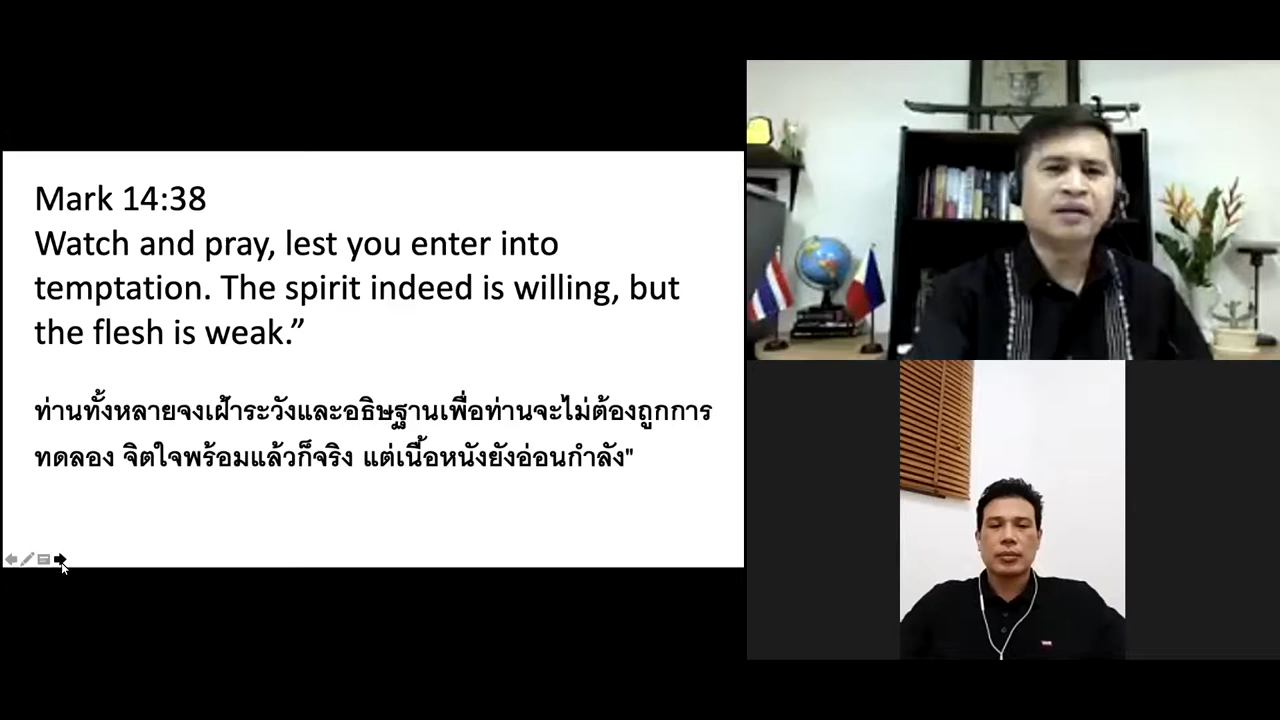 Mark 14:38
Watch and pray, lest you enter into
temptation. The spirit indeed is willing, but
the flesh is weak.”
ท่านทั้งหลายจงเฝ้าระวังและอธิษฐานเพื่อท่านจะไม่ต้องถูกการ
ทดลอง จิตใจพร้อมแล้วก็จริง แต่เนื้อหนังยังอ่อนกำลัง"